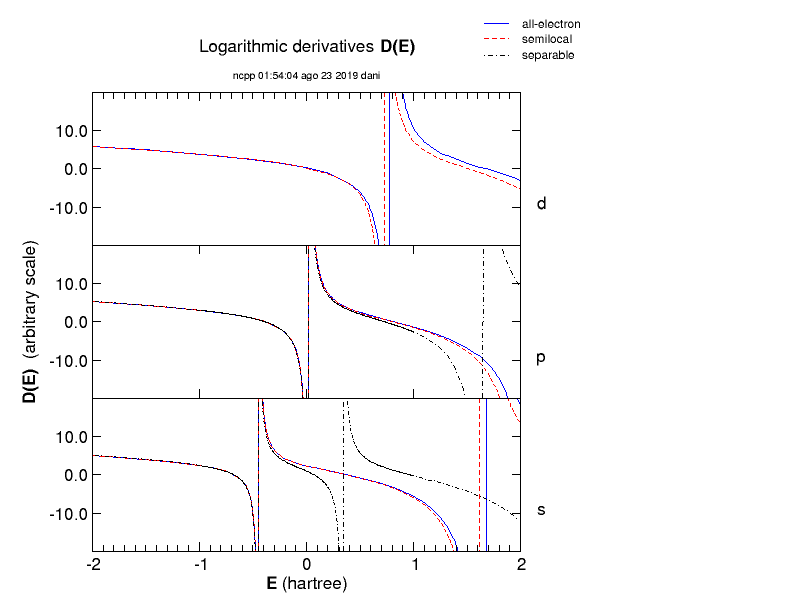 all-electron
semilocal
separable
Logarithmic derivatives D(E)
ncpp 01:54:04 ago 23 2019 dani
10.0
0.0
-10.0
d
10.0
0.0
-10.0
p
10.0
0.0
-10.0
s
D(E) (arbitrary scale)
-2 -1 0 1 2
E (hartree)